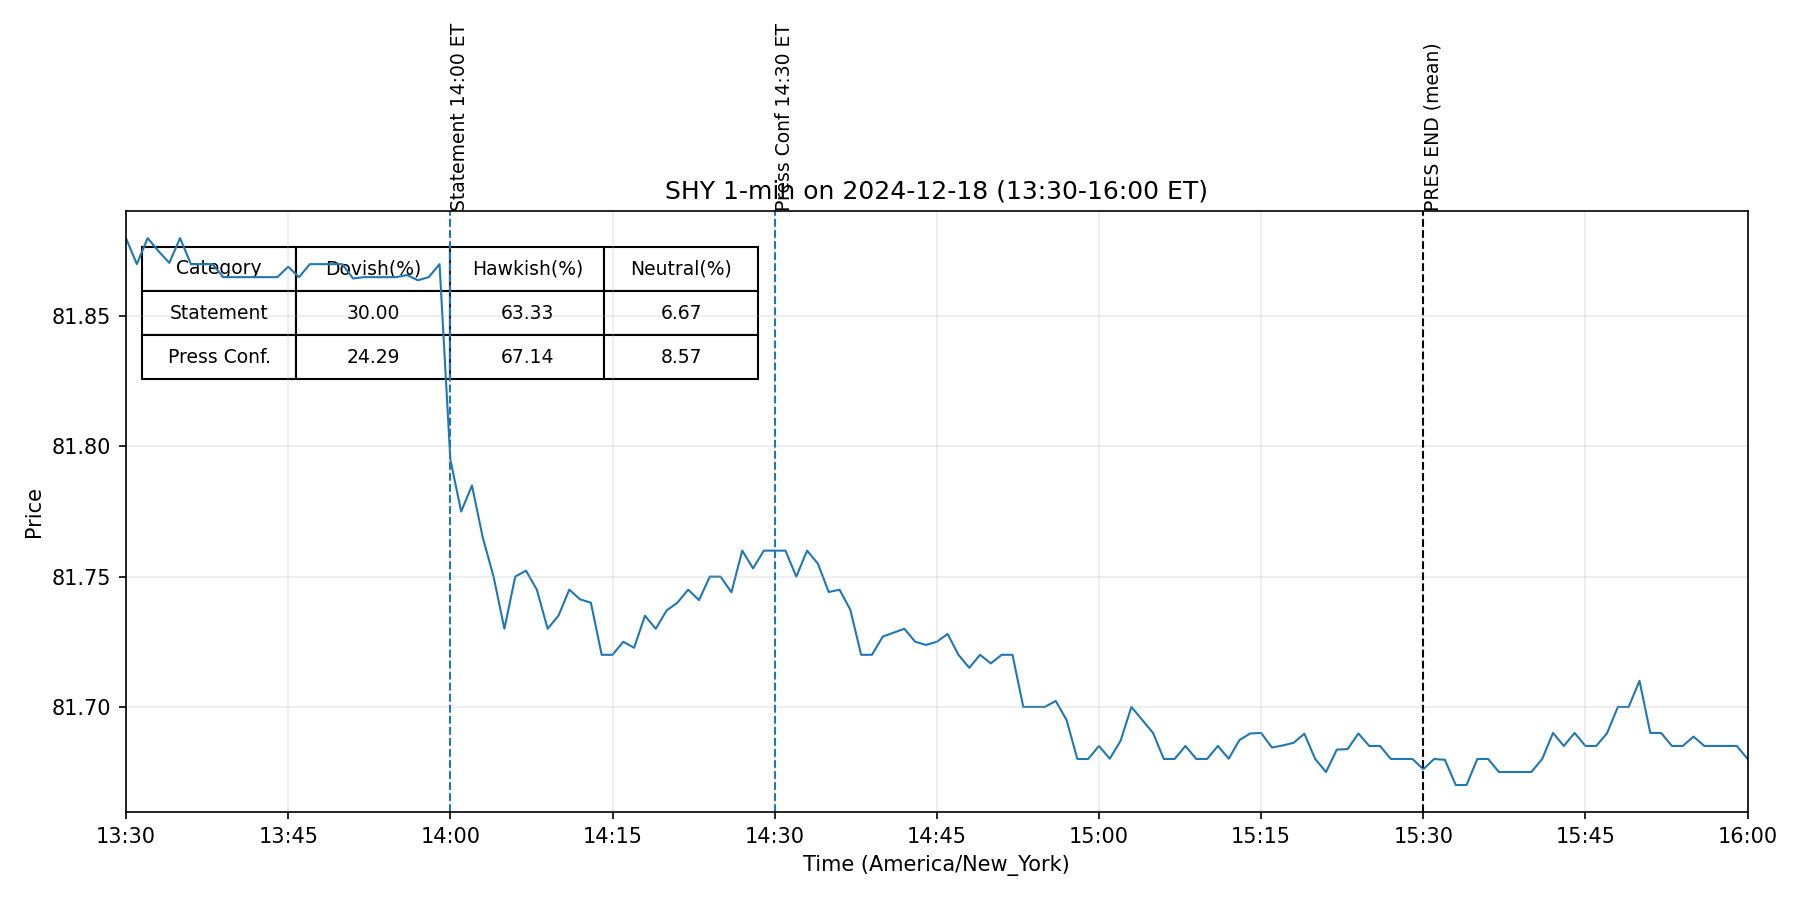 Statement 14:00 ET
Press Conf 14:30 ET
PRES END (mean)
SHY 1-min on 2024-12-18 (13:30-16:00 ET)
Category Dovish(%) Hawkish(%) Neutral(%)
Statement 30.00 63.33 6.67
Press Conf. 24.29 67.14 8.57
Price
81.85
81.80
81.75
81.70
13:30 13:45 14:00 14:15 14:30 14:45 15:00 15:15 15:30 15:45 16:00
Time (America/New_York)